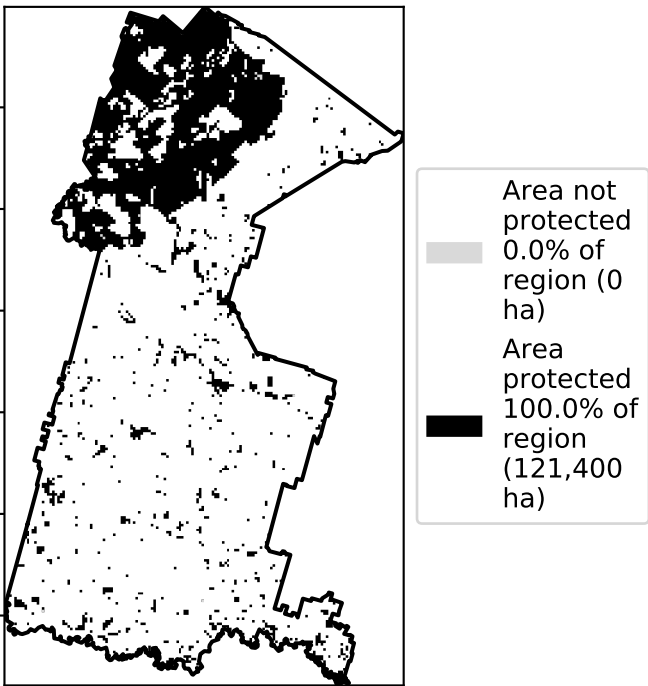 Area not
protected
0.0% of
region (0
ha)
Area
protected
100.0% of
region
(121,400
ha)